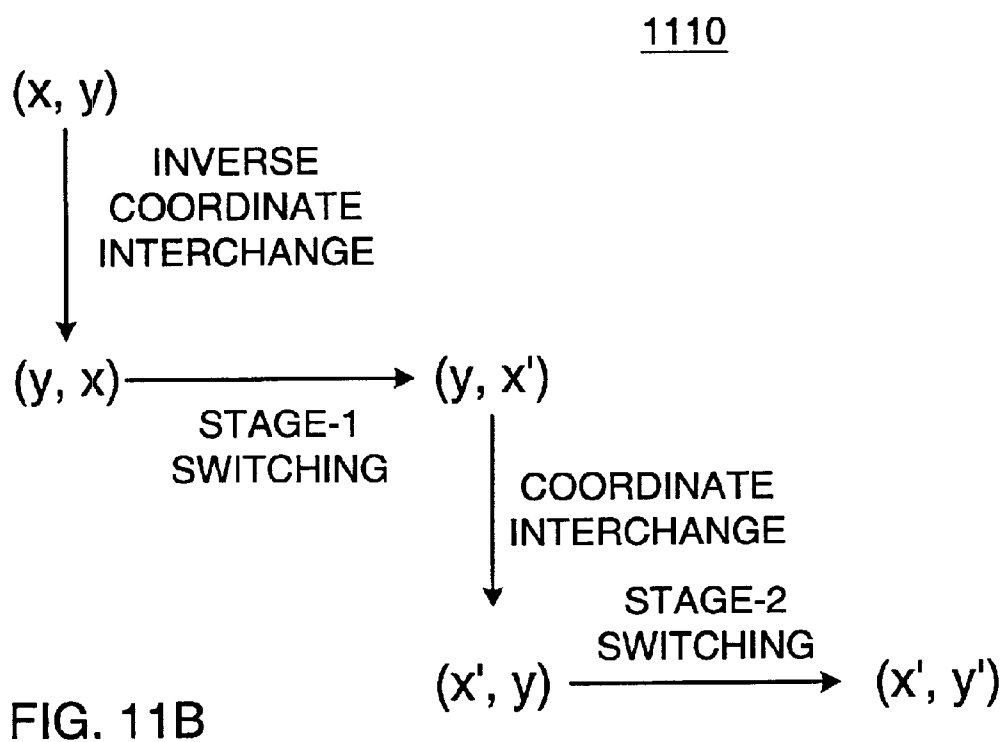 1110
(x, y)
INVERSE
COORDINATE
INTERCHANGE
(y, x)
(y, x')
STAGE-1
SWITCHING
COORDINATE
INTERCHANGE
STAGE-2
SWITCHING
(x', y)
(x', y')
FIG. 11B